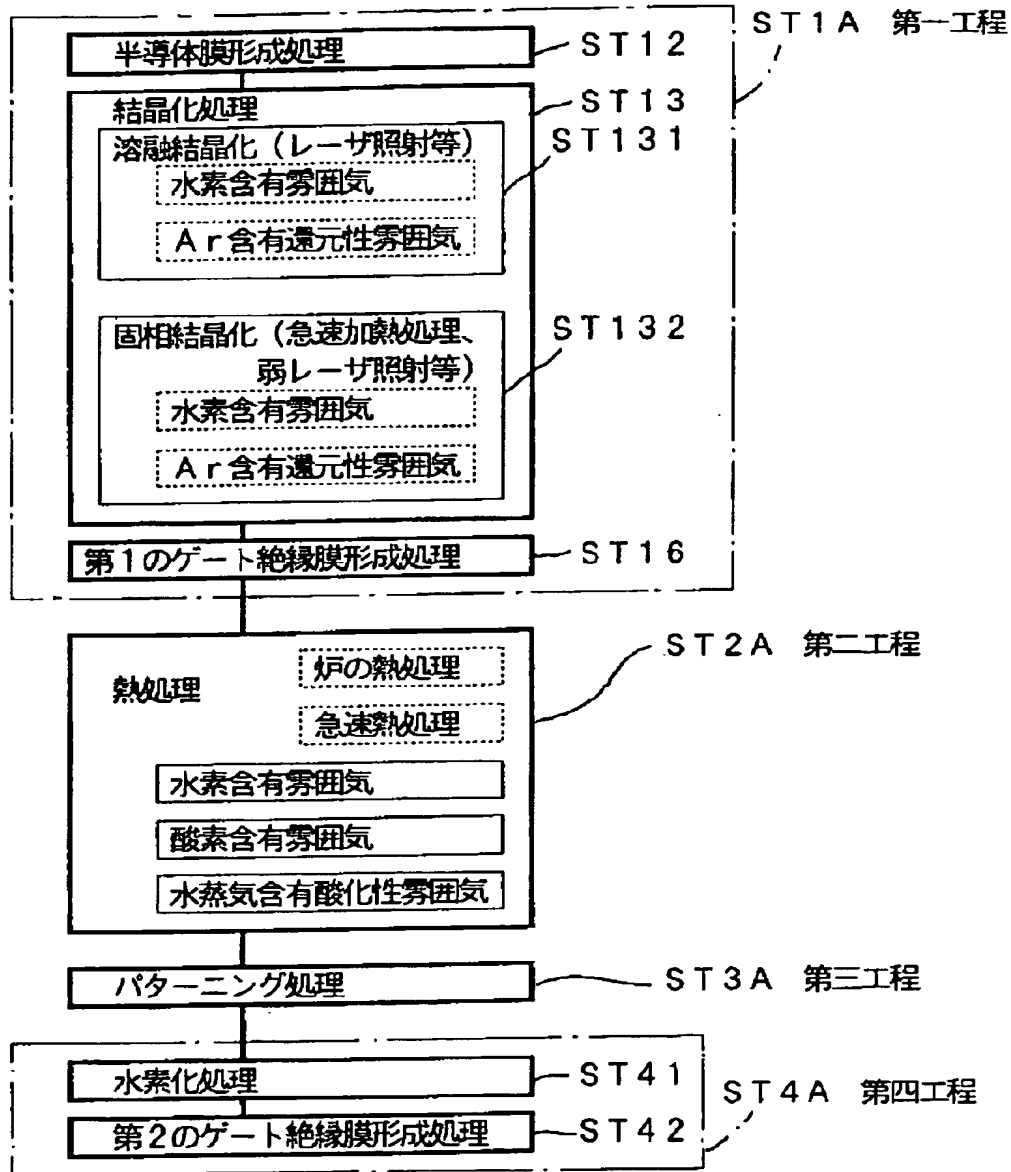 ST1A 第一工程
半導体膜形成処理
ST12
結晶化処理
ST13
溶融結晶化（レーザ照射等）
ST131
水素含有雰囲気
Ar含有還元性雰囲気
固相結晶化（急速加熱処理、
ST132
弱レーザ照射等）
水素含有雰囲気
Ar含有還元性雰囲気
第1のゲート絶縁膜形成処理
ST16
ST2A 第二工程
熱処理
炉の熱処理
急速熱処理
水素含有雰囲気
酸素含有雰囲気
水蒸気含有酸化性雰囲気
パターニング処理
ST3A 第三工程
水素化処理
ST41
ST4A 第四工程
第2のゲート絶縁膜形成処理
ST42